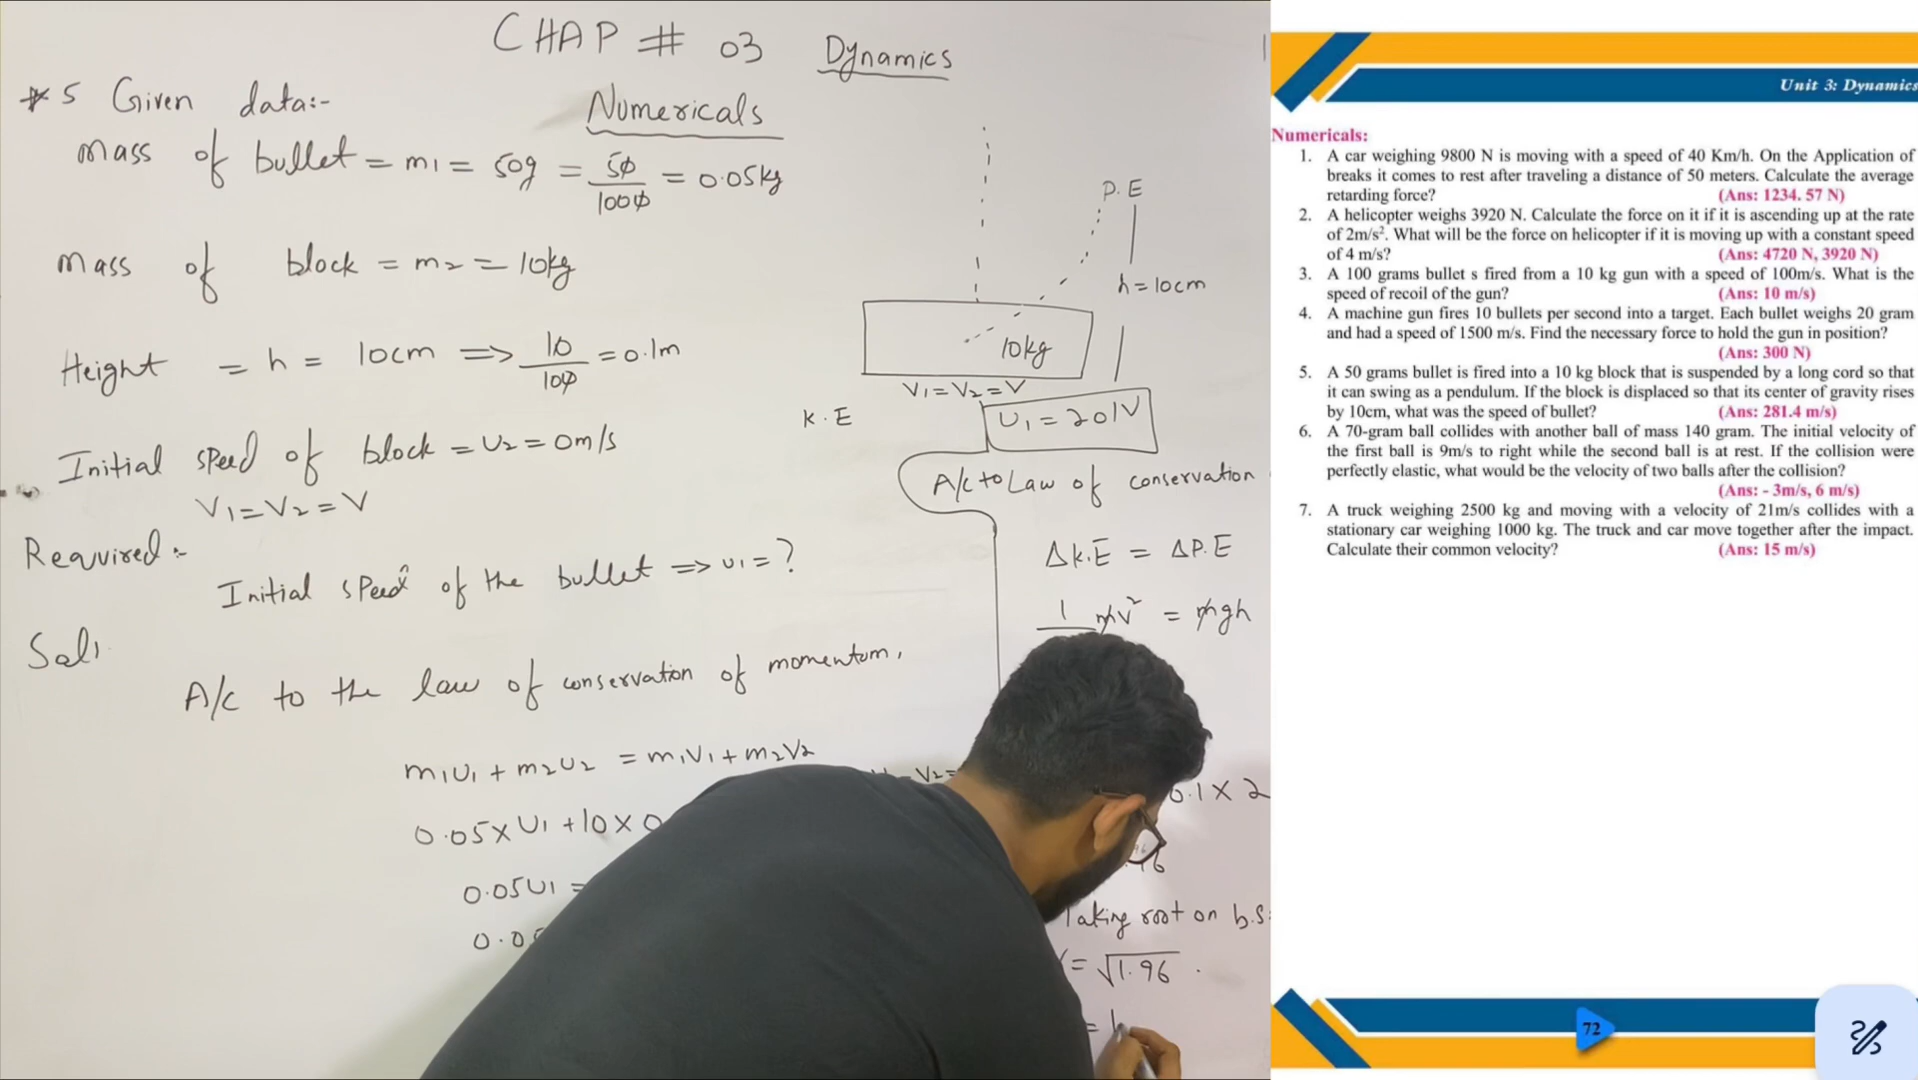 CHAP # 03 Dynamics
Numericals
*5 Given data:-
Mass of bullet = m1 = 50g = 50/1000 = 0.05kg
Mass of block = m2 = 10kg
Height = h = 10cm => 10/100 = 0.1m
Initial speed of block = U2 = 0m/s
V1=V2=V
Required:-
Initial speed of the bullet => U1 = ?
Sol:
A/c to the law of conservation of momentum,
m1U1 + m2U2 = m1V1 + m2V2
0.05xU1 + 10x0
0.05U1 =
P.E
h = 10cm
10kg
V1=V2=V
K.E
U1 = 201V
A/c to Law of conservation
ΔK.E = ΔP.E
1 mv² = mgh
0.1 X 2
Taking root on b.s
= √1.96
Unit 3: Dynamics
Numericals:
1. A car weighing 9800 N is moving with a speed of 40 Km/h. On the Application of
breaks it comes to rest after traveling a distance of 50 meters. Calculate the average
retarding force? (Ans: 1234. 57 N)
2. A helicopter weighs 3920 N. Calculate the force on it if it is ascending up at the rate
of 2m/s². What will be the force on helicopter if it is moving up with a constant speed
of 4 m/s? (Ans: 4720 N, 3920 N)
3. A 100 grams bullet s fired from a 10 kg gun with a speed of 100m/s. What is the
speed of recoil of the gun? (Ans: 10 m/s)
4. A machine gun fires 10 bullets per second into a target. Each bullet weighs 20 gram
and had a speed of 1500 m/s. Find the necessary force to hold the gun in position?
(Ans: 300 N)
5. A 50 grams bullet is fired into a 10 kg block that is suspended by a long cord so that
it can swing as a pendulum. If the block is displaced so that its center of gravity rises
by 10cm, what was the speed of bullet? (Ans: 281.4 m/s)
6. A 70-gram ball collides with another ball of mass 140 gram. The initial velocity of
the first ball is 9m/s to right while the second ball is at rest. If the collision were
perfectly elastic, what would be the velocity of two balls after the collision?
(Ans: - 3m/s, 6 m/s)
7. A truck weighing 2500 kg and moving with a velocity of 21m/s collides with a
stationary car weighing 1000 kg. The truck and car move together after the impact.
Calculate their common velocity? (Ans: 15 m/s)
72